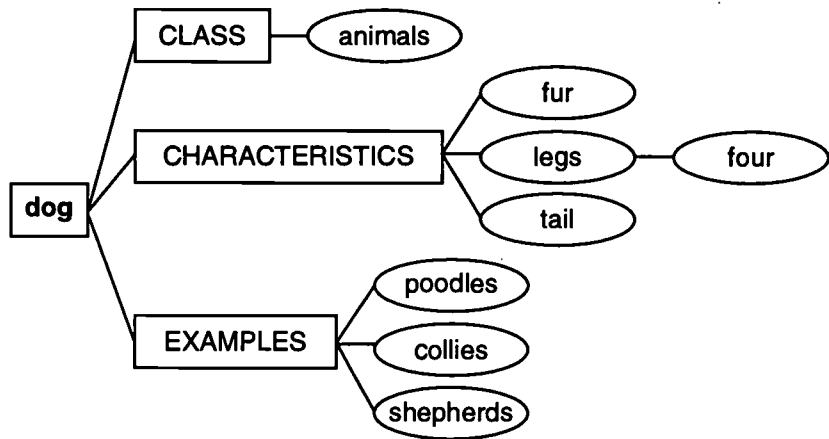 CLASS
animals
fur
CHARACTERISTICS
legs
four
dog
tail
poodles
EXAMPLES
collies
shepherds